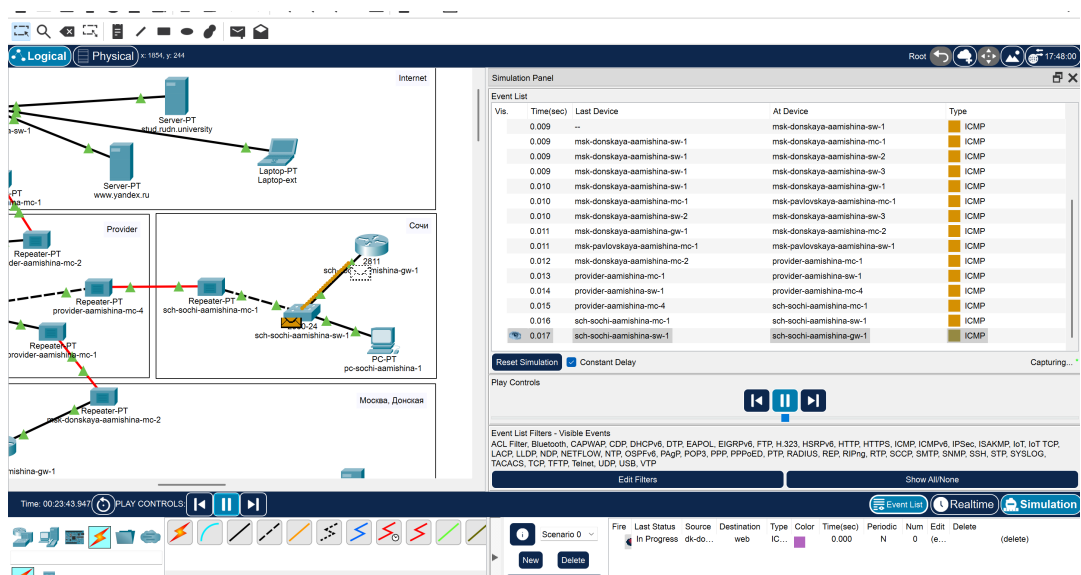 Logical
Physical
x: 1854, y: 244
Root
17:48:00
Internet
Server-PT
stud.rudn.university
a-sw-1
Laptop-PT
Laptop-ext
Server-PT
www.yandex.ru
-PT
ma-mc-1
Provider
Сочи
Repeater-PT
der-aamishina-mc-2
2811
mishina-gw-1
Repeater-PT
provider-aamishina-mc-4
Repeater-PT
sch-sochi-aamishina-mc-1
sch-sochi-aamishina-sw-1
Repeater-PT
provider-aamishina-mc-1
PC-PT
pc-sochi-aamishina-1
Москва, Донская
Repeater-PT
msk-donskaya-aamishina-mc-2
mishina-gw-1
Simulation Panel
Event List
Vis. Time(sec) Last Device At Device Type
0.009 -- msk-donskaya-aamishina-sw-1 ICMP
0.009 msk-donskaya-aamishina-sw-1 msk-donskaya-aamishina-mc-1 ICMP
0.009 msk-donskaya-aamishina-sw-1 msk-donskaya-aamishina-sw-2 ICMP
0.009 msk-donskaya-aamishina-sw-1 msk-donskaya-aamishina-sw-3 ICMP
0.010 msk-donskaya-aamishina-sw-1 msk-donskaya-aamishina-gw-1 ICMP
0.010 msk-donskaya-aamishina-mc-1 msk-pavlovskaya-aamishina-mc-1 ICMP
0.010 msk-donskaya-aamishina-sw-2 msk-donskaya-aamishina-sw-3 ICMP
0.011 msk-donskaya-aamishina-gw-1 msk-donskaya-aamishina-mc-2 ICMP
0.011 msk-pavlovskaya-aamishina-mc-1 msk-pavlovskaya-aamishina-sw-1 ICMP
0.012 msk-donskaya-aamishina-mc-2 provider-aamishina-mc-1 ICMP
0.013 provider-aamishina-mc-1 provider-aamishina-sw-1 ICMP
0.014 provider-aamishina-sw-1 provider-aamishina-mc-4 ICMP
0.015 provider-aamishina-mc-4 sch-sochi-aamishina-mc-1 ICMP
0.016 sch-sochi-aamishina-mc-1 sch-sochi-aamishina-sw-1 ICMP
0.017 sch-sochi-aamishina-sw-1 sch-sochi-aamishina-gw-1 ICMP
Reset Simulation Constant Delay Capturing...
Play Controls
Event List Filters - Visible Events
ACL Filter, Bluetooth, CAPWAP, CDP, DHCPv6, DTP, EAPOL, EIGRPv6, FTP, H.323, HSRPv6, HTTP, HTTPS, ICMP, ICMPv6, IPSec, ISAKMP, IoT, IoT TCP,
LACP, LLDP, NDP, NETFLOW, NTP, OSPFv6, PAgP, POP3, PPP, PPPoED, PTP, RADIUS, REP, RIPng, RTP, SCCP, SMTP, SNMP, SSH, STP, SYSLOG,
TACACS, TCP, TFTP, Telnet, UDP, USB, VTP
Edit Filters
Show All/None
Time: 00:23:43.947
PLAY CONTROLS:
Event List
Realtime
Simulation
Scenario 0
New
Delete
Fire Last Status Source Destination Type Color Time(sec) Periodic Num Edit Delete
In Progress dk-do... web IC... 0.000 N 0 (e... (delete)